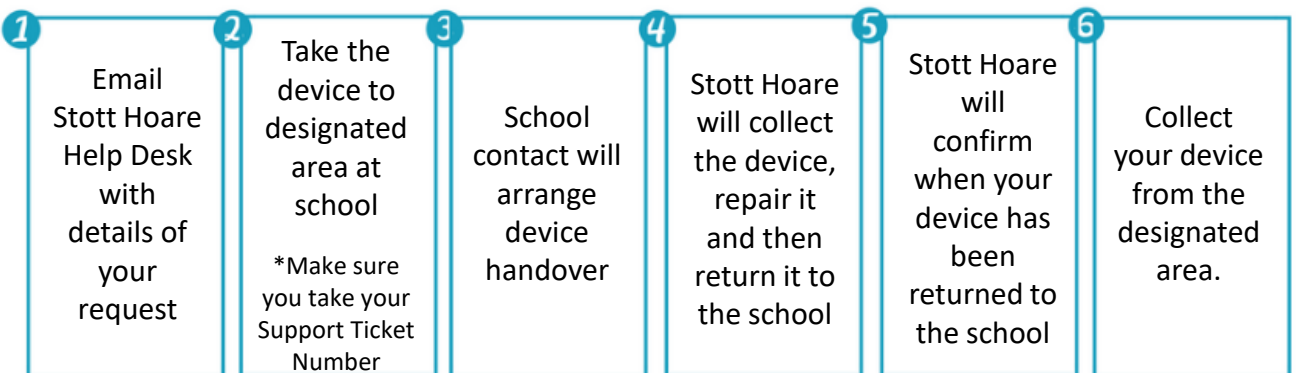 1
Email
Stott Hoare
Help Desk
with
details of
your
request
2
Take the
device to
designated
area at
school
*Make sure
you take your
Support Ticket
Number
3
School
contact will
arrange
device
handover
4
Stott Hoare
will collect
the device,
repair it
and then
return it to
the school
5
Stott Hoare
will
confirm
when your
device has
been
returned to
the school
6
Collect
your device
from the
designated
area.